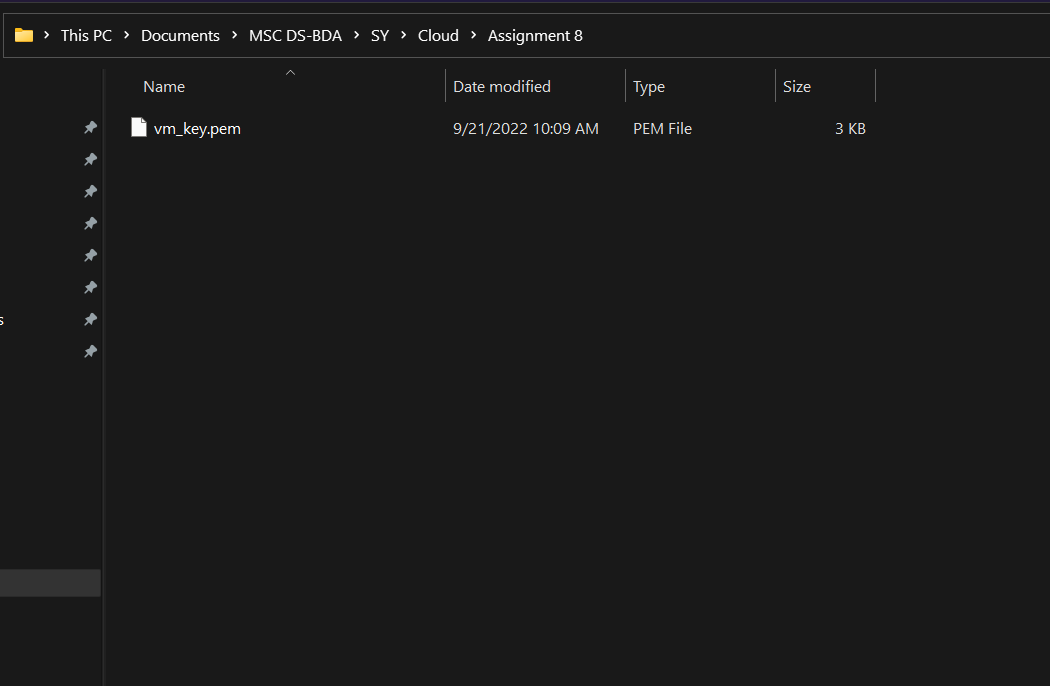 This PC > Documents > MSC DS-BDA > SY > Cloud > Assignment 8
Name Date modified Type Size
vm_key.pem 9/21/2022 10:09 AM PEM File 3 KB
s